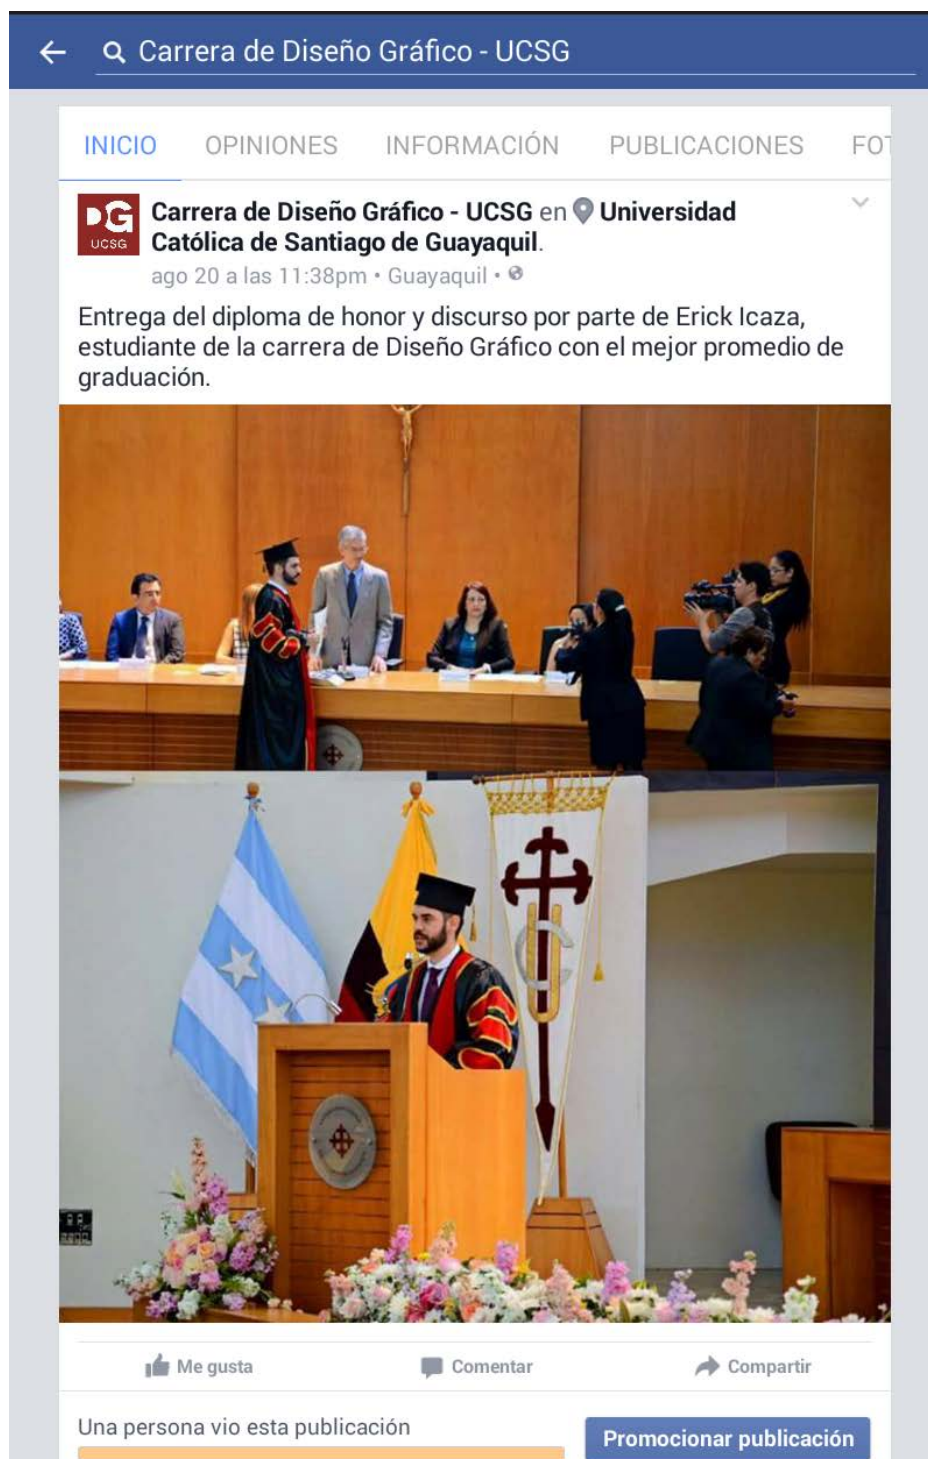 Carrera de Diseño Gráfico - UCSG
INICIO OPINIONES INFORMACIÓN PUBLICACIONES FOT
DG
UCSG
Carrera de Diseño Gráfico - UCSG en Universidad
Católica de Santiago de Guayaquil.
ago 20 a las 11:38pm • Guayaquil •
Entrega del diploma de honor y discurso por parte de Erick Icaza,
estudiante de la carrera de Diseño Gráfico con el mejor promedio de
graduación.
Me gusta Comentar Compartir
Una persona vio esta publicación
Promocionar publicación